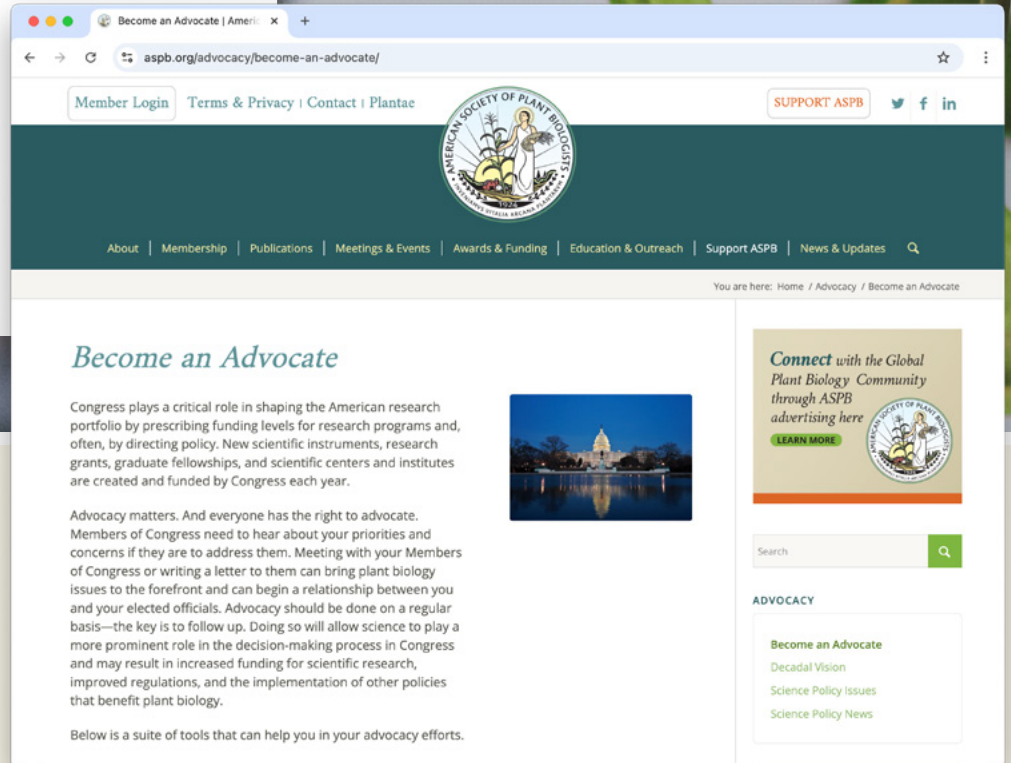 Become an Advocate | Americ
aspb.org/advocacy/become-an-advocate/
Member Login Terms & Privacy | Contact | Plantae
SUPPORT ASPB
AMERICAN SOCIETY OF PLANT BIOLOGISTS
1924
About | Membership | Publications | Meetings & Events | Awards & Funding | Education & Outreach | Support ASPB | News & Updates
You are here: Home / Advocacy / Become an Advocate
Become an Advocate
Congress plays a critical role in shaping the American research
portfolio by prescribing funding levels for research programs and,
often, by directing policy. New scientific instruments, research
grants, graduate fellowships, and scientific centers and institutes
are created and funded by Congress each year.
Advocacy matters. And everyone has the right to advocate.
Members of Congress need to hear about your priorities and
concerns if they are to address them. Meeting with your Members
of Congress or writing a letter to them can bring plant biology
issues to the forefront and can begin a relationship between you
and your elected officials. Advocacy should be done on a regular
basis—the key is to follow up. Doing so will allow science to play a
more prominent role in the decision-making process in Congress
and may result in increased funding for scientific research,
improved regulations, and the implementation of other policies
that benefit plant biology.
Below is a suite of tools that can help you in your advocacy efforts.
Connect with the Global
Plant Biology Community
through ASPB
advertising here
LEARN MORE
AMERICAN SOCIETY OF PLANT BIOLOGISTS
Search
ADVOCACY
Become an Advocate
Decadal Vision
Science Policy Issues
Science Policy News